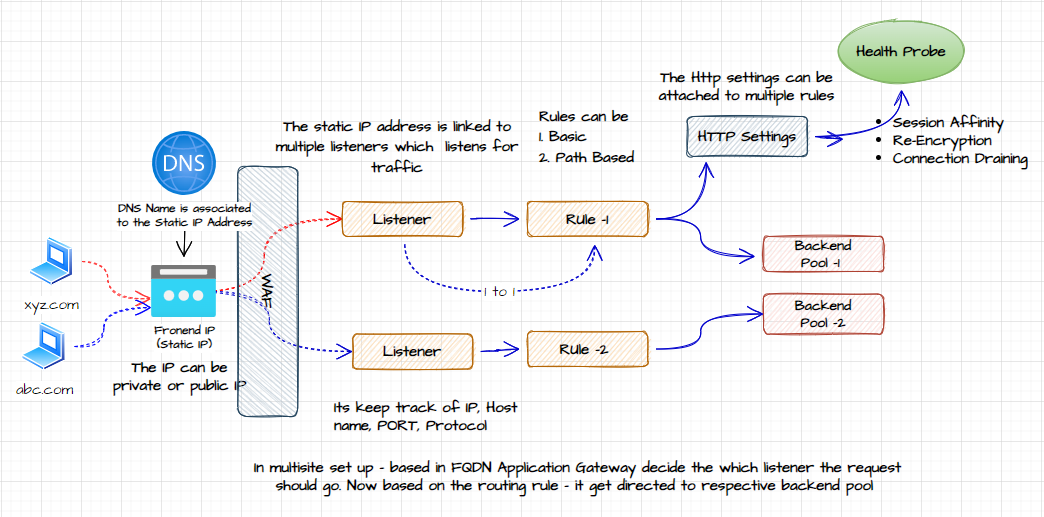 Health Probe
The Http settings can be
attached to multiple rules
Rules can be
1. Basic
2. Path Based
HTTP Settings
Session Affinity
Re-Encryption
Connection Draining
The static IP address is linked to
multiple listeners which listens for
traffic
DNS
DNS Name is associated
to the Static IP Address
Listener
Rule -1
Backend
Pool -1
WAF
1 to 1
xyz.com
Backend
Pool -2
Fronend IP
(Static IP)
Listener
Rule -2
The IP can be
private or public IP
abc.com
Its keep track of IP, Host
name, PORT, Protocol
In multisite set up - based in FQDN Application Gateway decide the which listener the request
should go. Now based on the routing rule - it get directed to respective backend pool